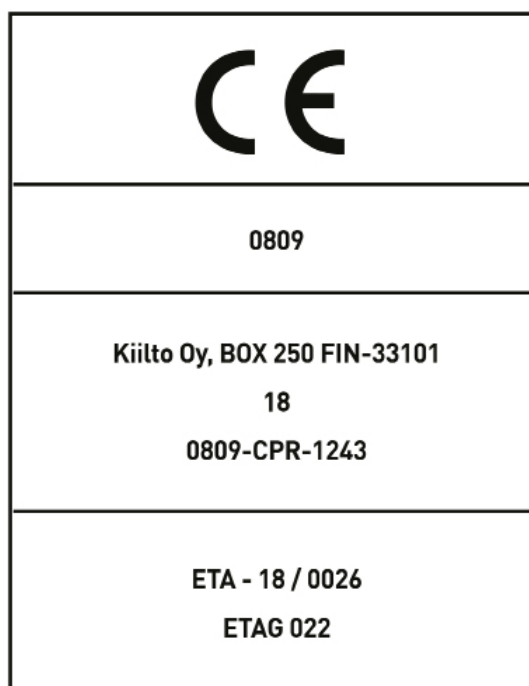 CE
0809
Kiilto Oy, BOX 250 FIN-33101
18
0809-CPR-1243
ETA - 18 / 0026
ETAG 022